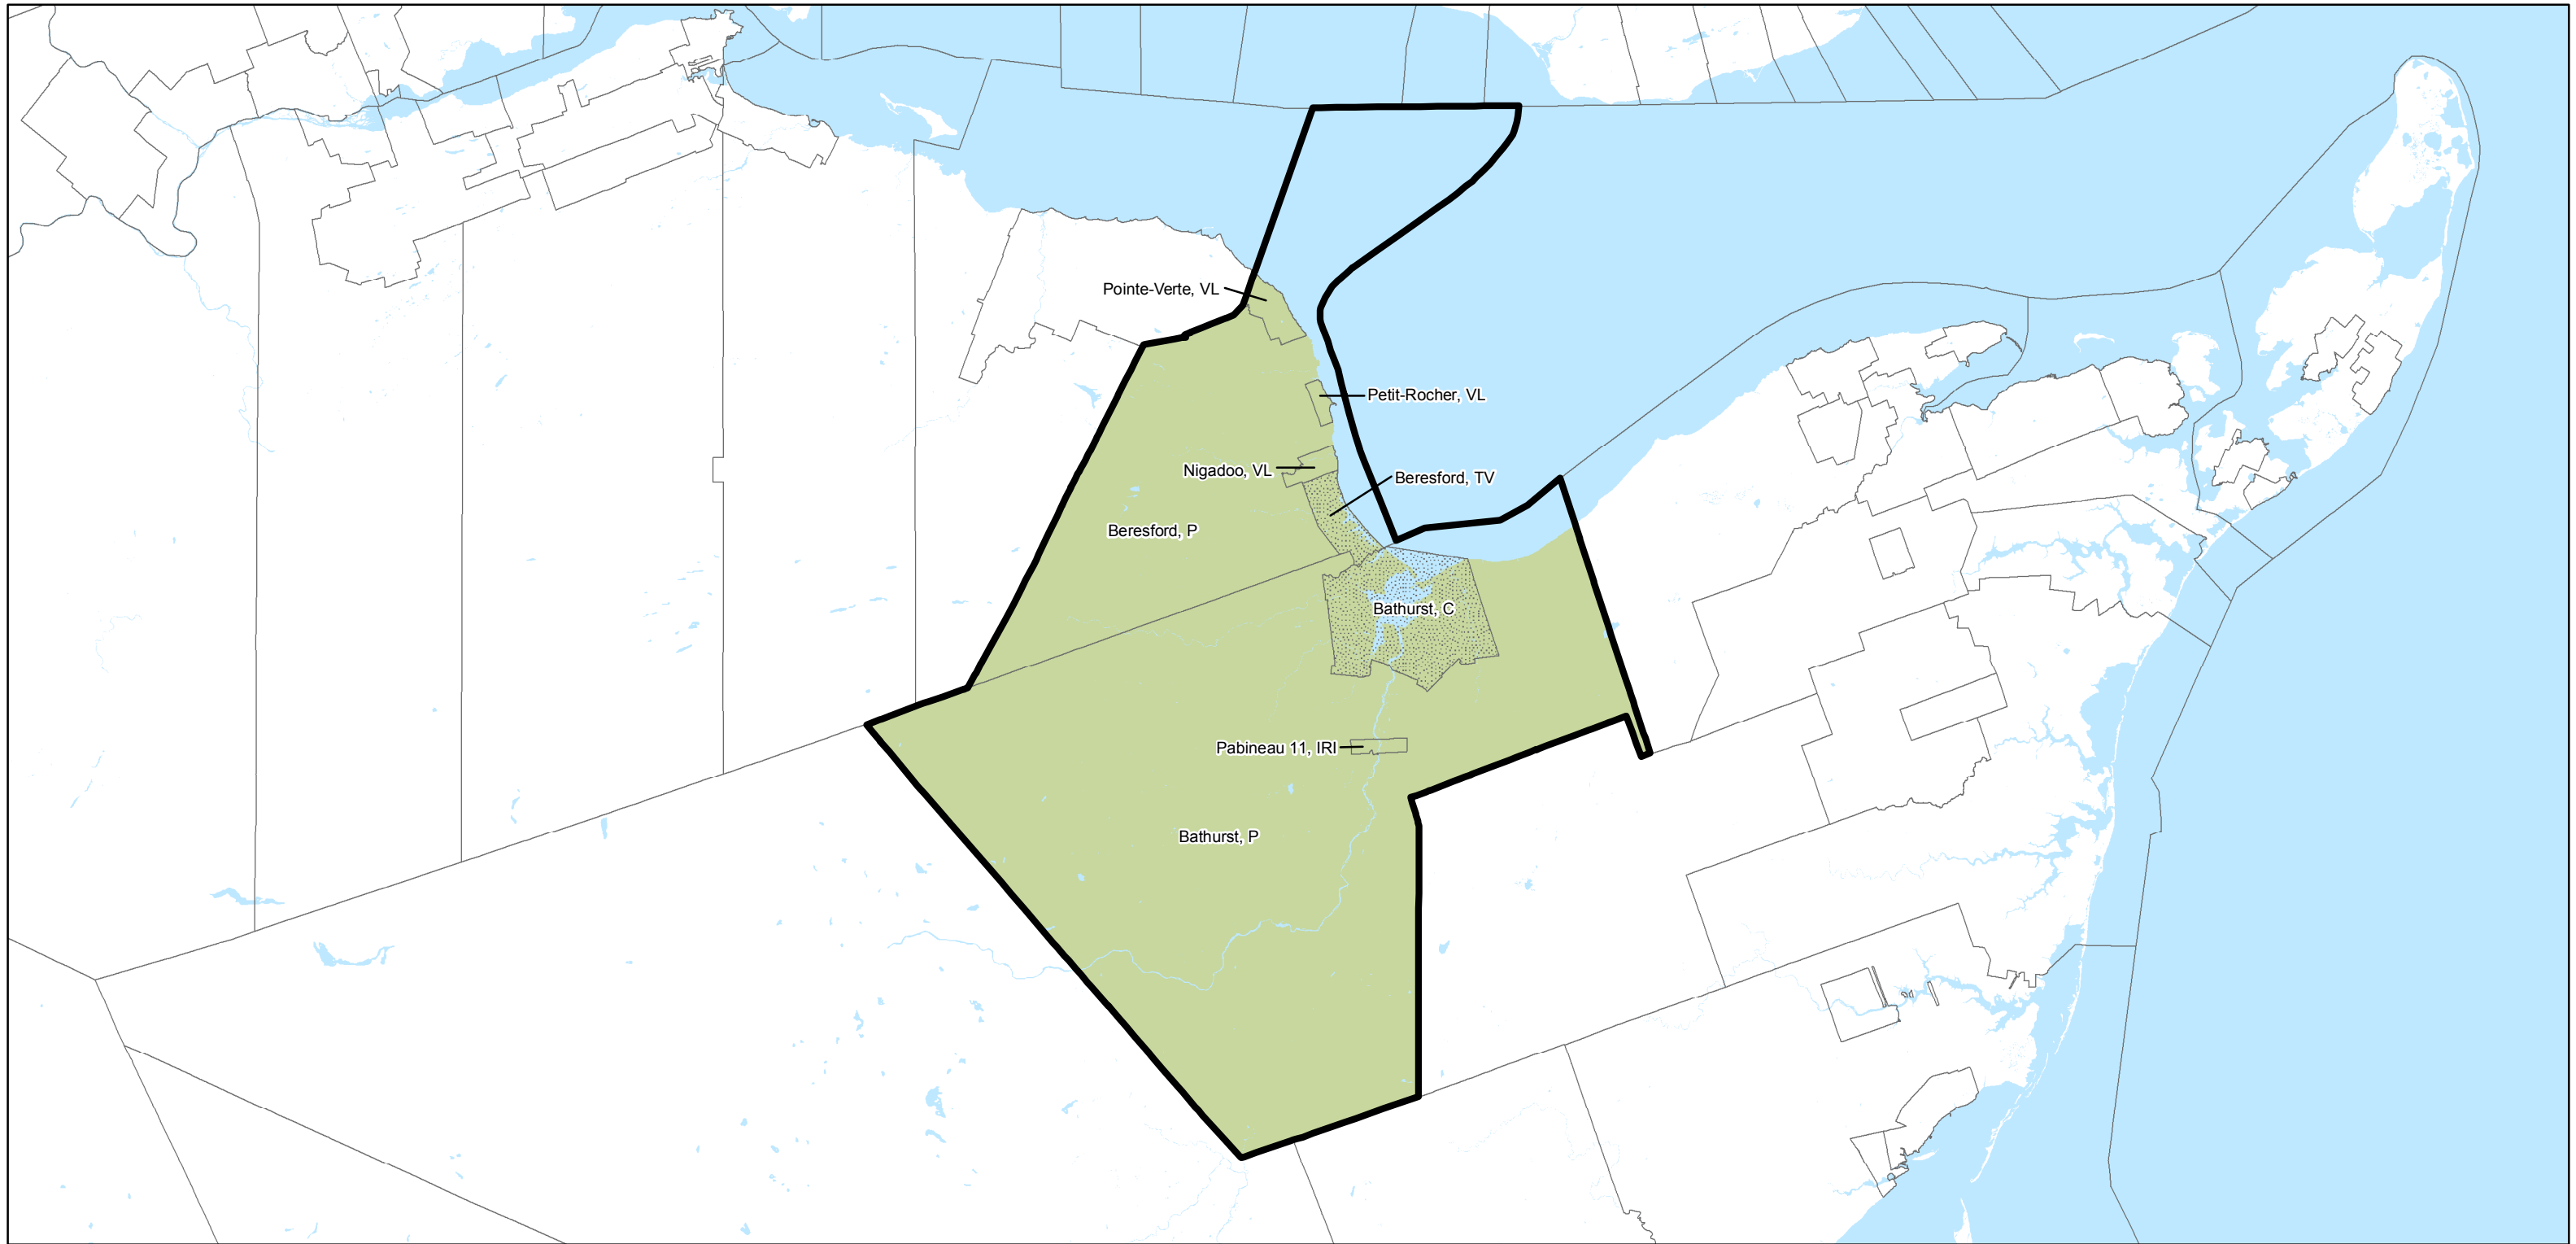 Pointe-Verte, VL
Petit-Rocher, VL
Nigadoo, VL
Beresford, TV
Beresford, P
Bathurst, C
Pabineau 11, IRI
Bathurst, P